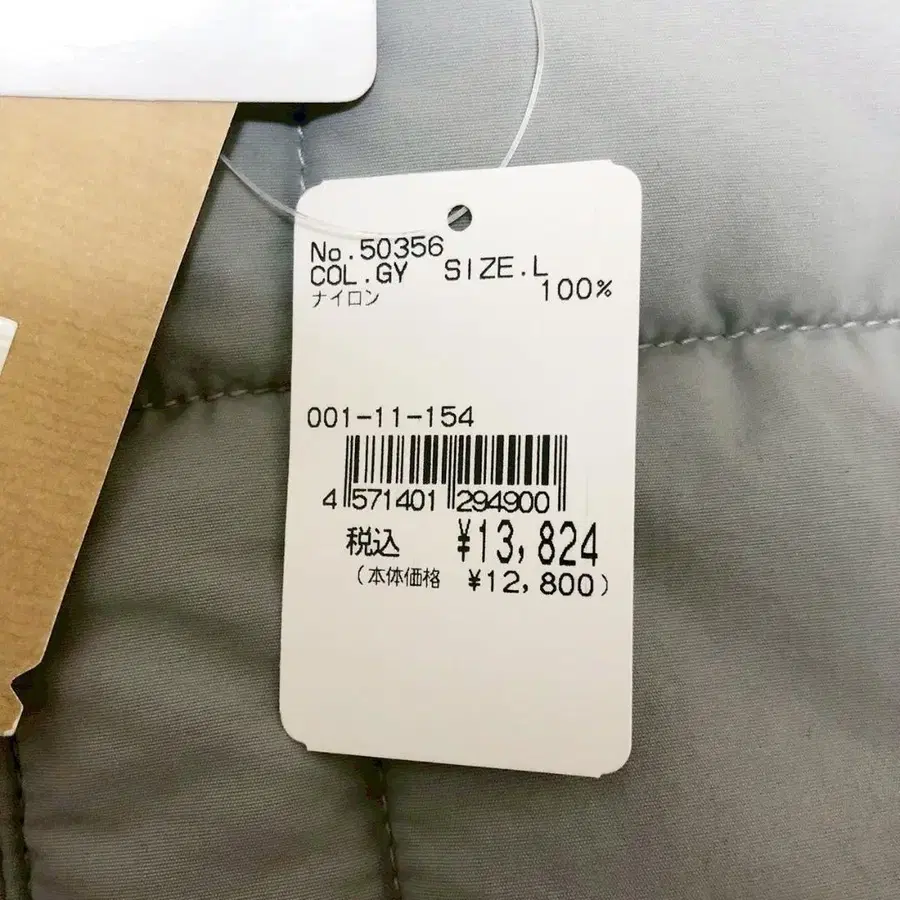 No.50356
COL.GY SIZE.L
ナイロン 100%
001-11-154
4 571401 294900
税込 ¥13,824
(本体価格 ¥12,800)